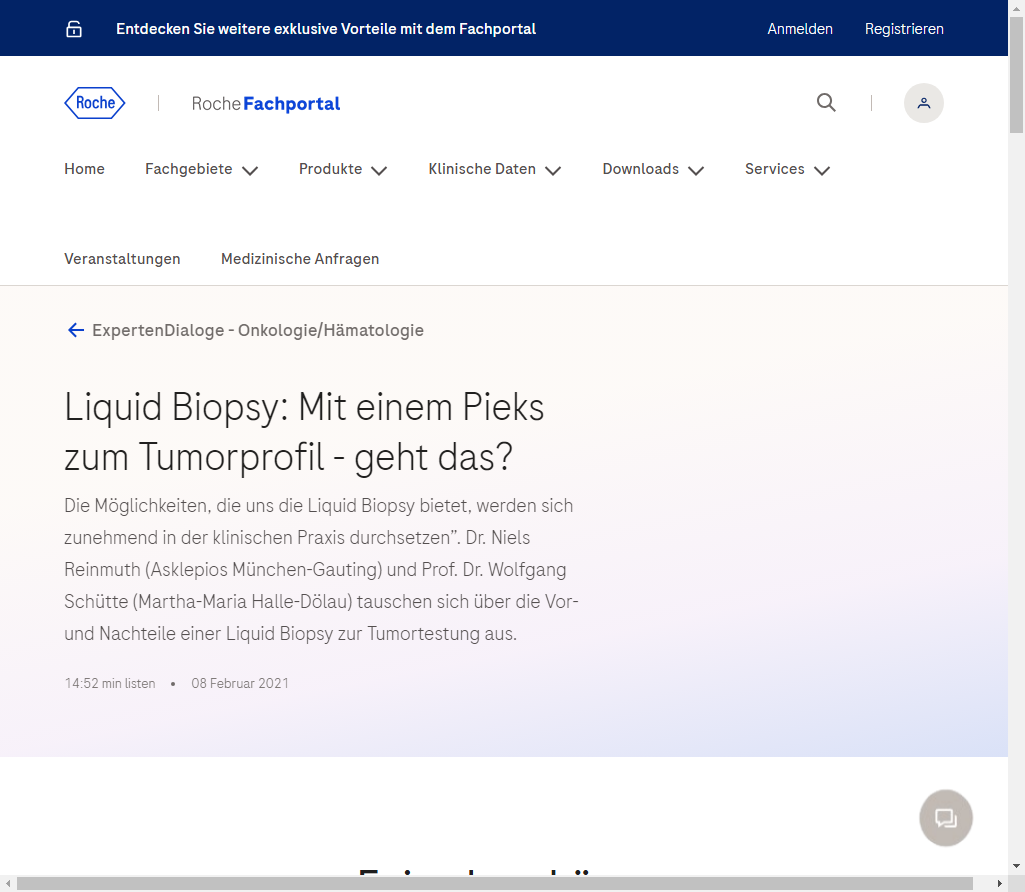 Entdecken Sie weitere exklusive Vorteile mit dem Fachportal
Anmelden
Registrieren
Roche
Roche Fachportal
Home
Fachgebiete
Produkte
Klinische Daten
Downloads
Services
Veranstaltungen
Medizinische Anfragen
ExpertenDialoge - Onkologie/Hämatologie
Liquid Biopsy: Mit einem Pieks
zum Tumorprofil - geht das?
Die Möglichkeiten, die uns die Liquid Biopsy bietet, werden sich
zunehmend in der klinischen Praxis durchsetzen”. Dr. Niels
Reinmuth (Asklepios München-Gauting) und Prof. Dr. Wolfgang
Schütte (Martha-Maria Halle-Dölau) tauschen sich über die Vor-
und Nachteile einer Liquid Biopsy zur Tumortestung aus.
14:52 min listen • 08 Februar 2021